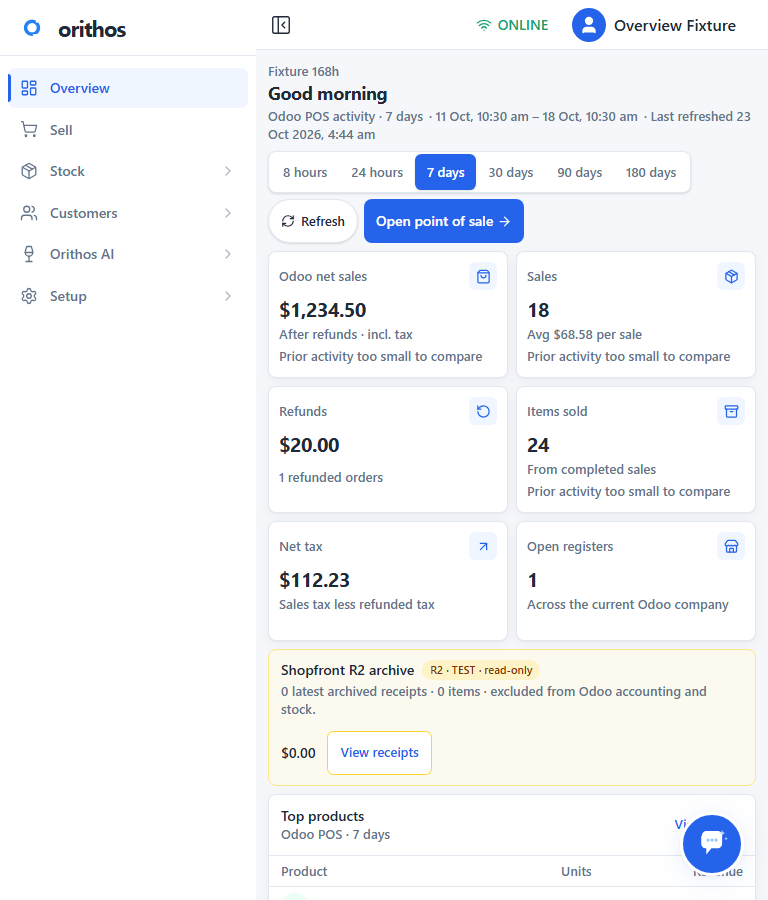 orithos
ONLINE
Overview Fixture
Overview
Sell
Stock
Customers
Orithos AI
Setup
Fixture 168h
Good morning
Odoo POS activity · 7 days · 11 Oct, 10:30 am – 18 Oct, 10:30 am · Last refreshed 23
Oct 2026, 4:44 am
8 hours
24 hours
7 days
30 days
90 days
180 days
Refresh
Open point of sale →
Odoo net sales
$1,234.50
After refunds · incl. tax
Prior activity too small to compare
Sales
18
Avg $68.58 per sale
Prior activity too small to compare
Refunds
$20.00
1 refunded orders
Items sold
24
From completed sales
Prior activity too small to compare
Net tax
$112.23
Sales tax less refunded tax
Open registers
1
Across the current Odoo company
Shopfront R2 archive
R2 · TEST · read-only
0 latest archived receipts · 0 items · excluded from Odoo accounting and
stock.
$0.00
View receipts
Top products
Odoo POS · 7 days
Product
Units